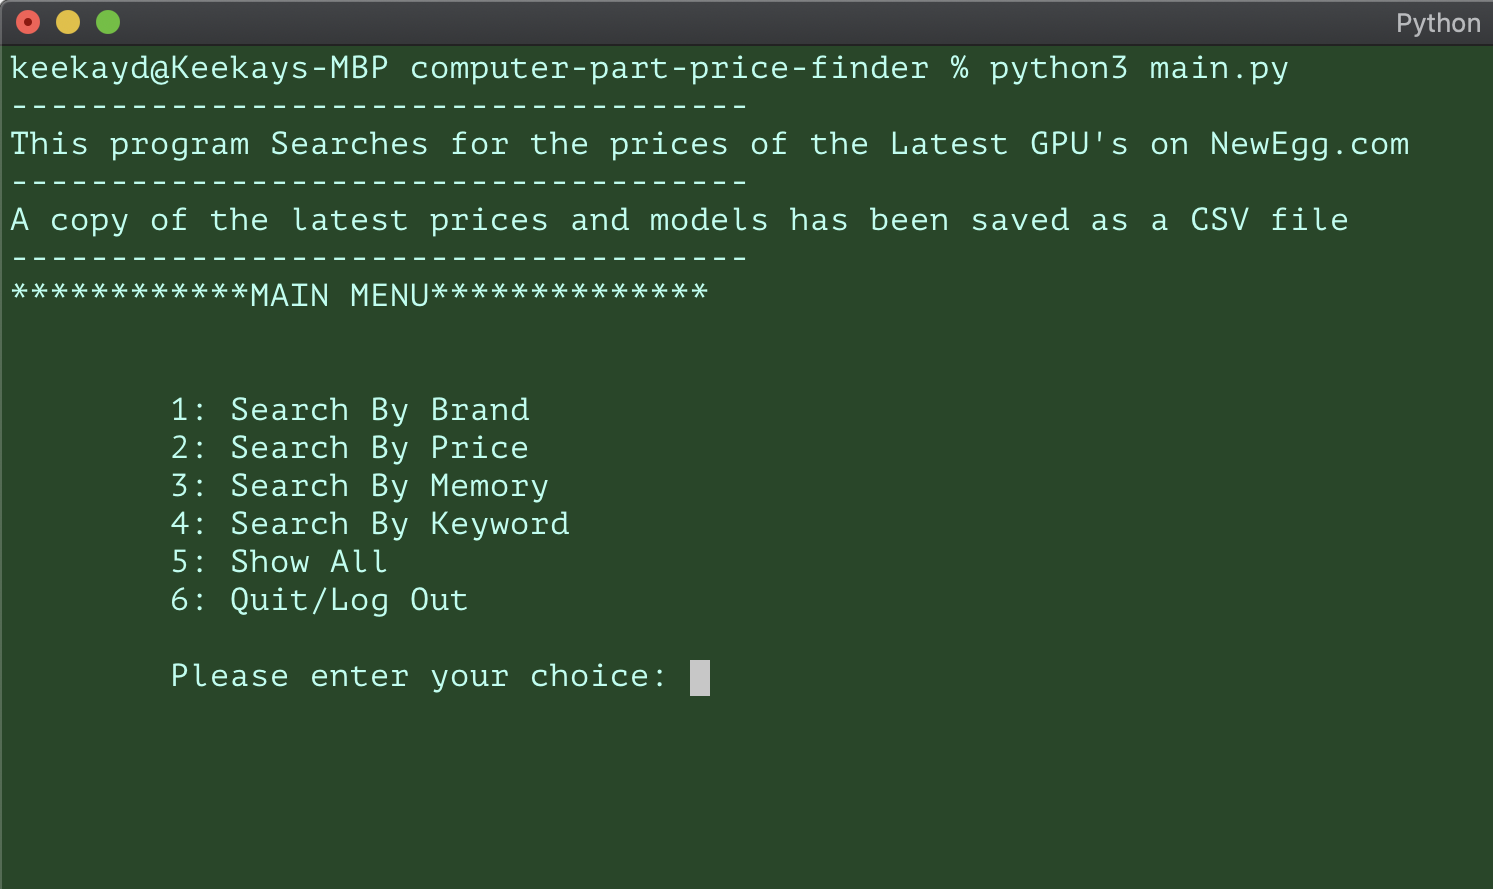 Python
keekayd@Keekays-MBP computer-part-price-finder % python3 main.py
-------------------------------------
This program Searches for the prices of the Latest GPU's on NewEgg.com
-------------------------------------
A copy of the latest prices and models has been saved as a CSV file
-------------------------------------
************MAIN MENU**************
1: Search By Brand
2: Search By Price
3: Search By Memory
4: Search By Keyword
5: Show All
6: Quit/Log Out
Please enter your choice: